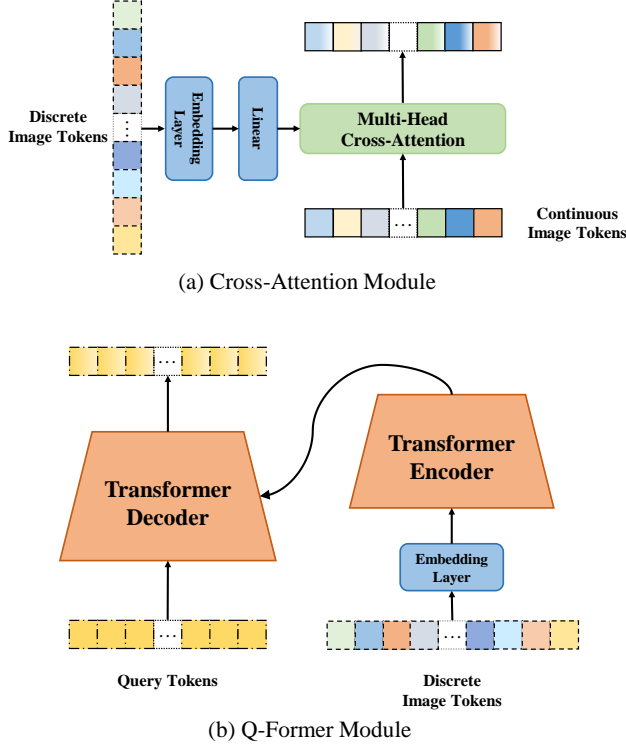 Discrete
Image Tokens
...
Embedding
Layer
Linear
...
Multi-Head
Cross-Attention
...
Continuous
Image Tokens
(a) Cross-Attention Module
...
Transformer
Decoder
Transformer
Encoder
Embedding
Layer
...
...
Query Tokens
Discrete
Image Tokens
(b) Q-Former Module